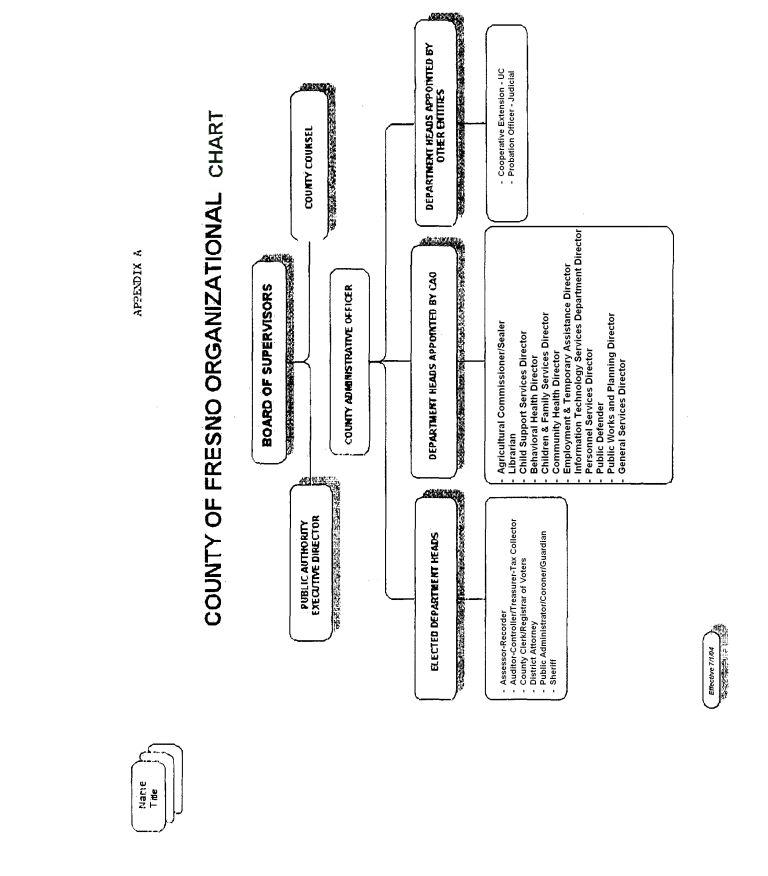 APPENDIX A
COUNTY OF FRESNO ORGANIZATIONAL CHART
BOARD OF SUPERVISORS
PUBLIC AUTHORITY
EXECUTIVE DIRECTOR
COUNTY COUNSEL
COUNTY ADMINISTRATIVE OFFICER
ELECTED DEPARTMENT HEADS
DEPARTMENT HEADS APPOINTED BY CAO
DEPARTMENT HEADS APPOINTED BY
OTHER ENTITIES
- Assessor-Recorder
- Auditor-Controller/Treasurer-Tax Collector
- County Clerk/Registrar of Voters
- District Attorney
- Public Administrator/Coroner/Guardian
- Sheriff
- Agricultural Commissioner/Sealer
- Librarian
- Child Support Services Director
- Behavioral Health Director
- Children & Family Services Director
- Community Health Director
- Employment & Temporary Assistance Director
- Information Technology Services Department Director
- Personnel Services Director
- Public Defender
- Public Works and Planning Director
- General Services Director
- Cooperative Extension - UC
- Probation Officer - Judicial
Name
Title
Effective 7/1/04